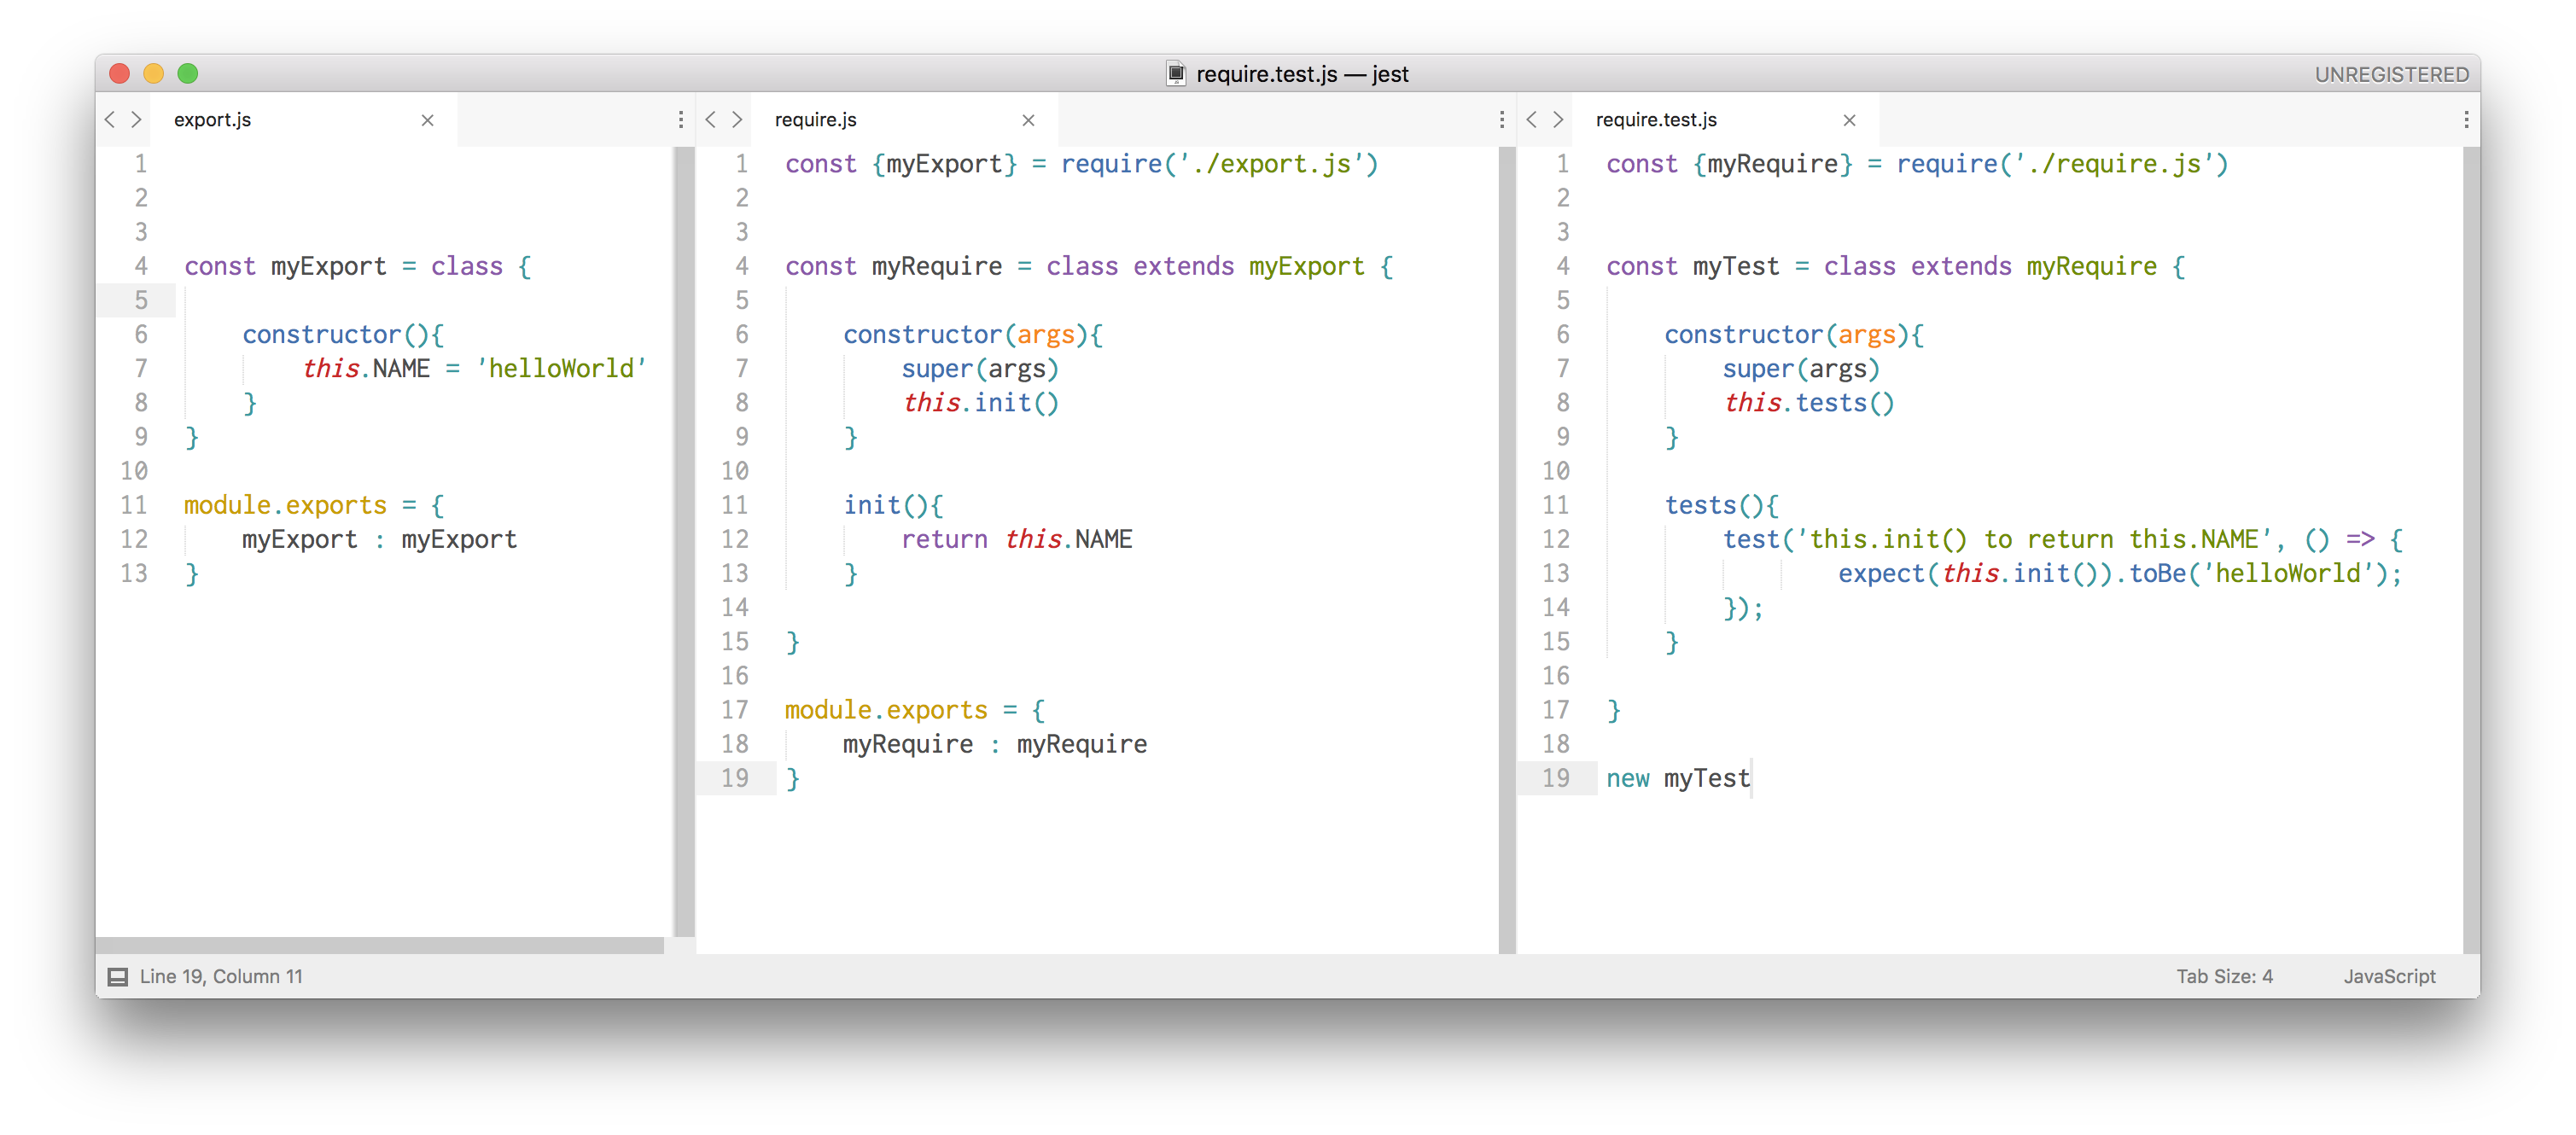 require.test.js — jest
UNREGISTERED
export.js
1
2
3
4 const myExport = class {
5
6     constructor(){
7         this.NAME = 'helloWorld'
8     }
9 }
10
11 module.exports = {
12     myExport : myExport
13 }
require.js
1 const {myExport} = require('./export.js')
2
3
4 const myRequire = class extends myExport {
5
6     constructor(args){
7         super(args)
8         this.init()
9     }
10
11     init(){
12         return this.NAME
13     }
14
15 }
16
17 module.exports = {
18     myRequire : myRequire
19 }
require.test.js
1 const {myRequire} = require('./require.js')
2
3
4 const myTest = class extends myRequire {
5
6     constructor(args){
7         super(args)
8         this.tests()
9     }
10
11     tests(){
12         test('this.init() to return this.NAME', () => {
13                 expect(this.init()).toBe('helloWorld');
14         });
15     }
16
17 }
18
19 new myTest
Line 19, Column 11
Tab Size: 4
JavaScript